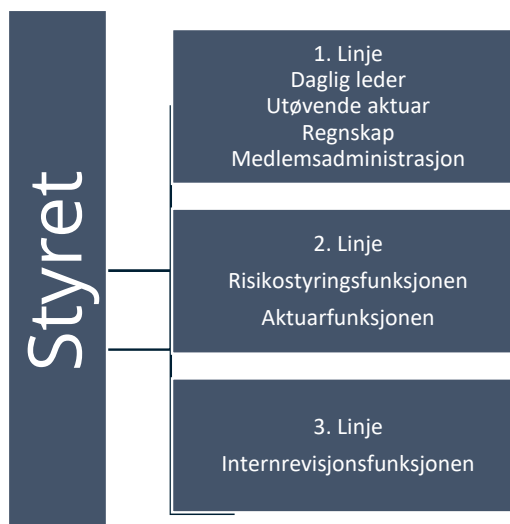 Styret
1. Linje
Daglig leder
Utøvende aktuar
Regnskap
Medlemsadministrasjon
2. Linje
Risikostyringsfunksjonen
Aktuarfunksjonen
3. Linje
Internrevisjonsfunksjonen